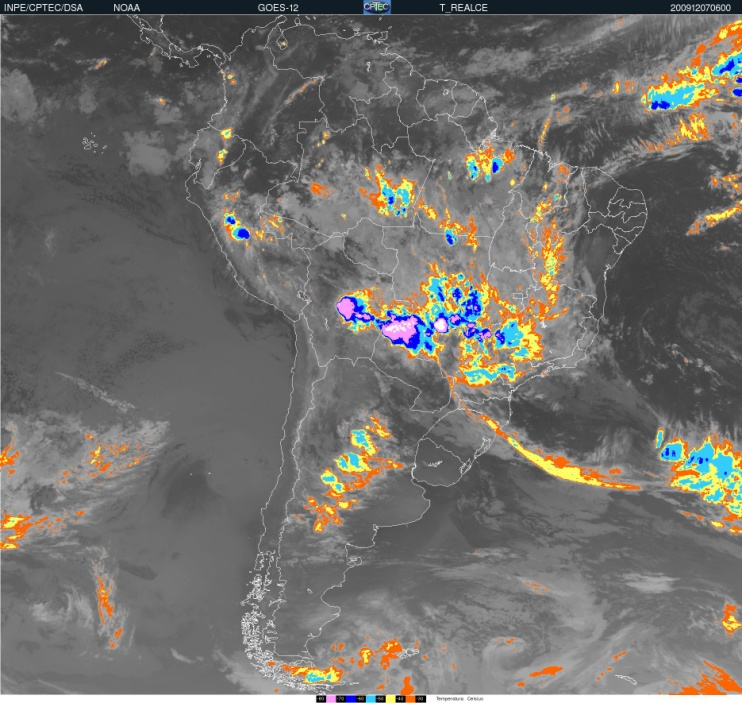 INPE/CPTEC/DSA NOAA GOES-12 CPTEC T_REALCE 200912070600
-80 -70 -60 -50 -40 -30 Temperatura Celsius